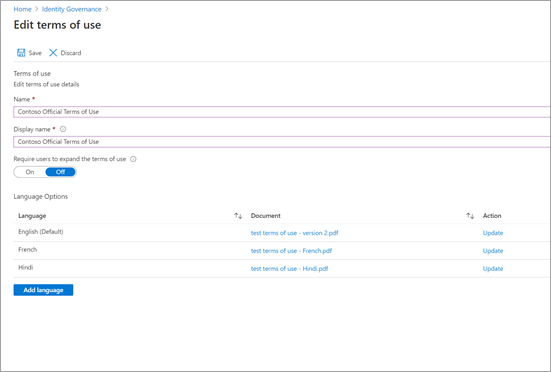 Home > Identity Governance >
Edit terms of use
Save Discard
Terms of use
Edit terms of use details
Name *
Contoso Official Terms of Use
Display name *
Contoso Official Terms of Use
Require users to expand the terms of use
On Off
Language Options
Language Document Action
English (Default) test terms of use - version 2.pdf Update
French test terms of use - French.pdf Update
Hindi test terms of use - Hindi.pdf Update
Add language